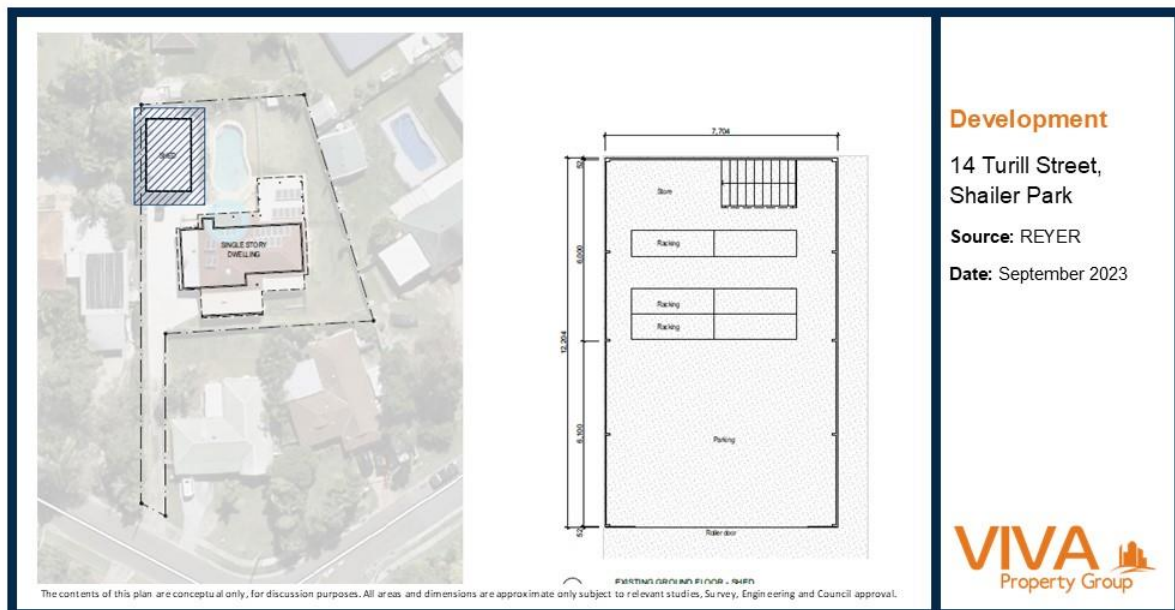 SHED
SINGLE STORY
DWELLING
7,704
52
Store
Racking
6,000
Racking
Racking
12,204
6,100
Parking
52
Roller door
EXISTING GROUND FLOOR - SHED
The contents of this plan are conceptual only, for discussion purposes. All areas and dimensions are approximate only subject to relevant studies, Survey, Engineering and Council approval.
Development
14 Turill Street,
Shailer Park
Source: REYER
Date: September 2023
VIVA
Property Group